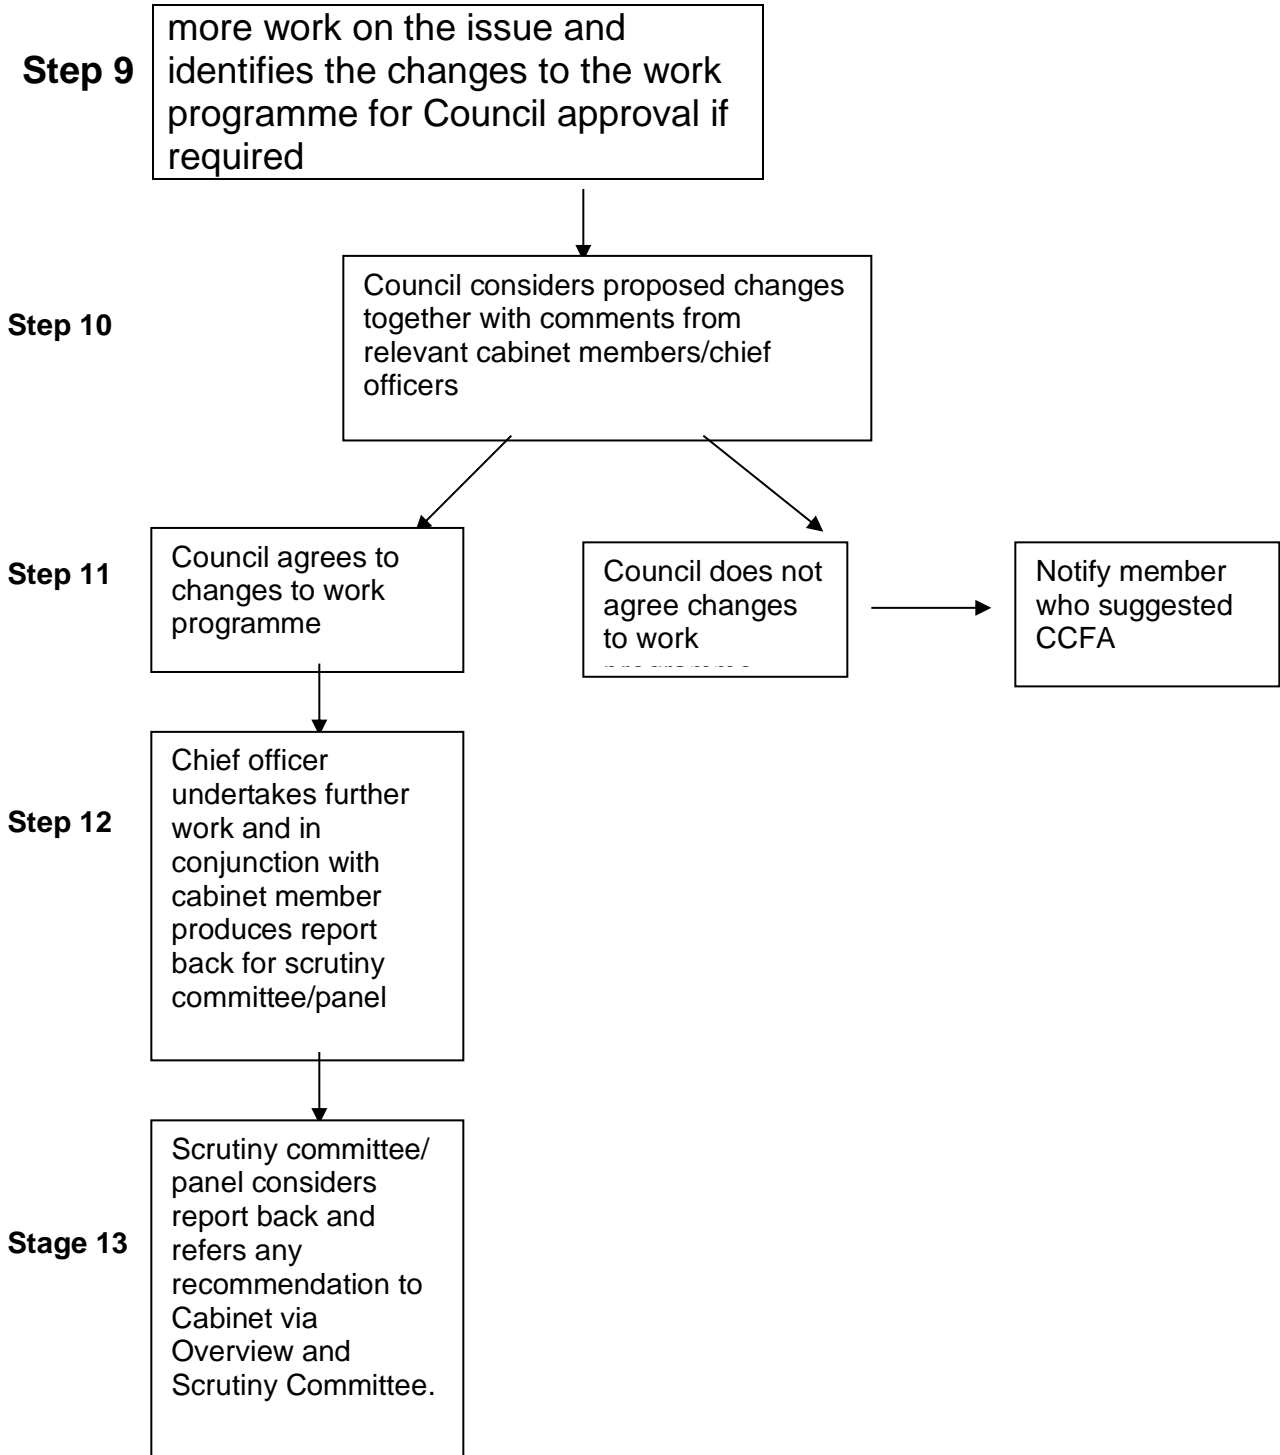 more work on the issue and
Step 9
identifies the changes to the work
programme for Council approval if
required
Council considers proposed changes
together with comments from
Step 10
relevant cabinet members/chief
officers
Step 11
Council agrees to
changes to work
programme
Council does not
agree changes
to work
Notify member
who suggested
CCFA
Step 12
Chief officer
undertakes further
work and in
conjunction with
cabinet member
produces report
back for scrutiny
committee/panel
Stage 13
Scrutiny committee/
panel considers
report back and
refers any
recommendation to
Cabinet via
Overview and
Scrutiny Committee.